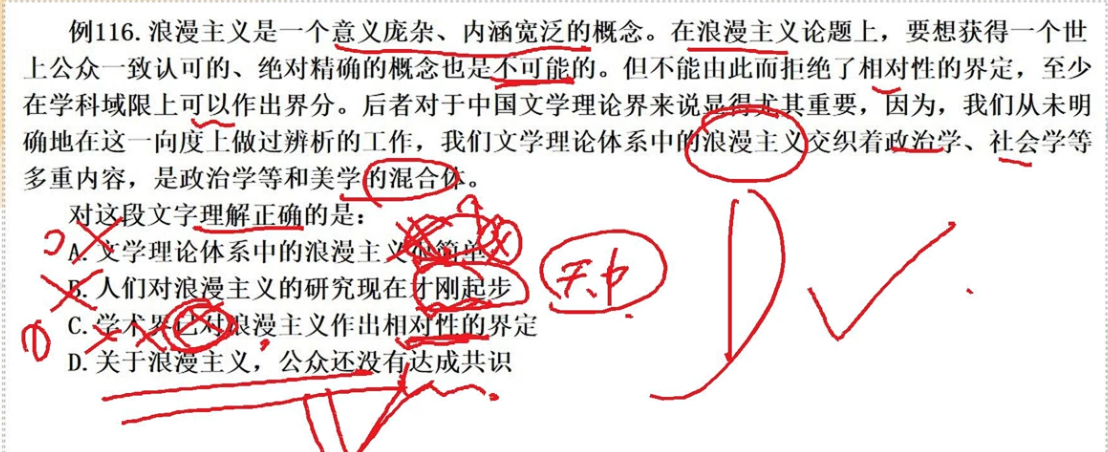 例116.浪漫主义是一个意义庞杂、内涵宽泛的概念。在浪漫主义论题上，要想获得一个世
上公众一致认可的、绝对精确的概念也是不可能的。但不能由此而拒绝了相对性的界定，至少
在学科域限上可以作出界分。后者对于中国文学理论界来说显得尤其重要，因为，我们从未明
确地在这一向度上做过辨析的工作，我们文学理论体系中的浪漫主义交织着政治学、社会学等
多重内容，是政治学等和美学的混合体。
对这段文字理解正确的是：
A.文学理论体系中的浪漫主义简单
B.人们对浪漫主义的研究现在才刚起步
无中
C.学术界已对浪漫主义作出相对性的界定
D.关于浪漫主义，公众还没有达成共识
D